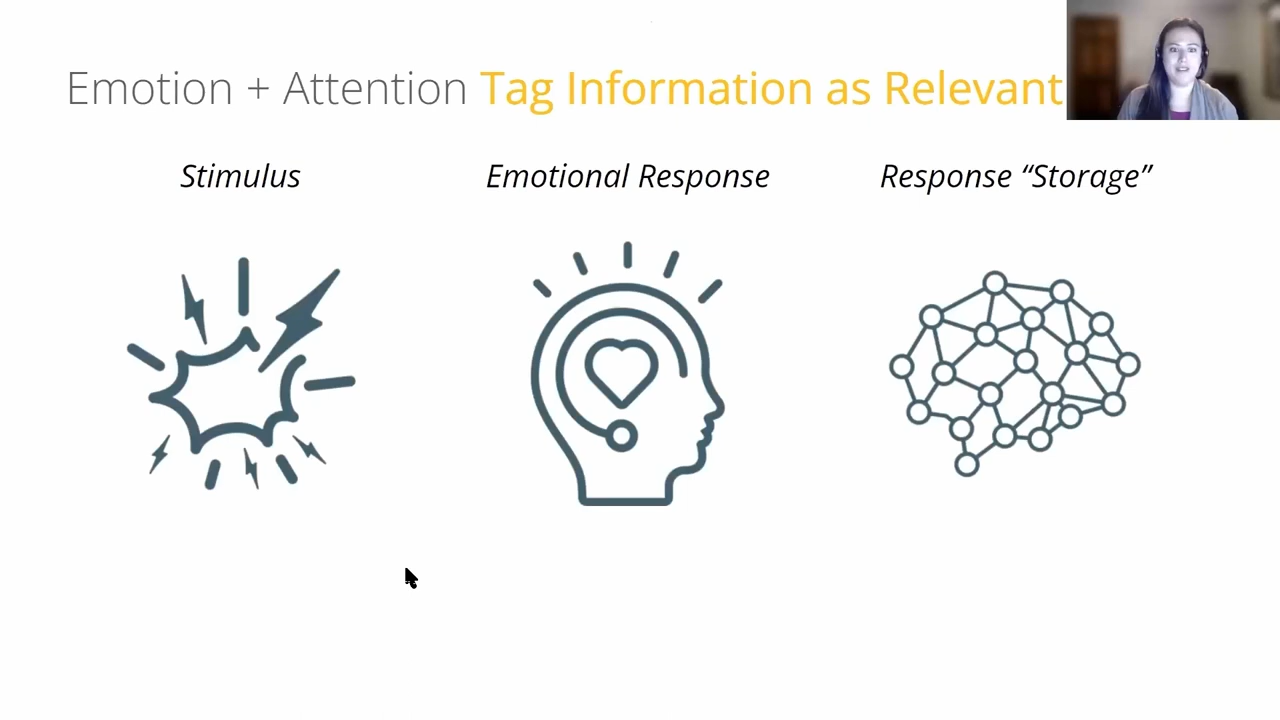 Emotion + Attention Tag Information as Relevant
Stimulus
Emotional Response
Response “Storage”